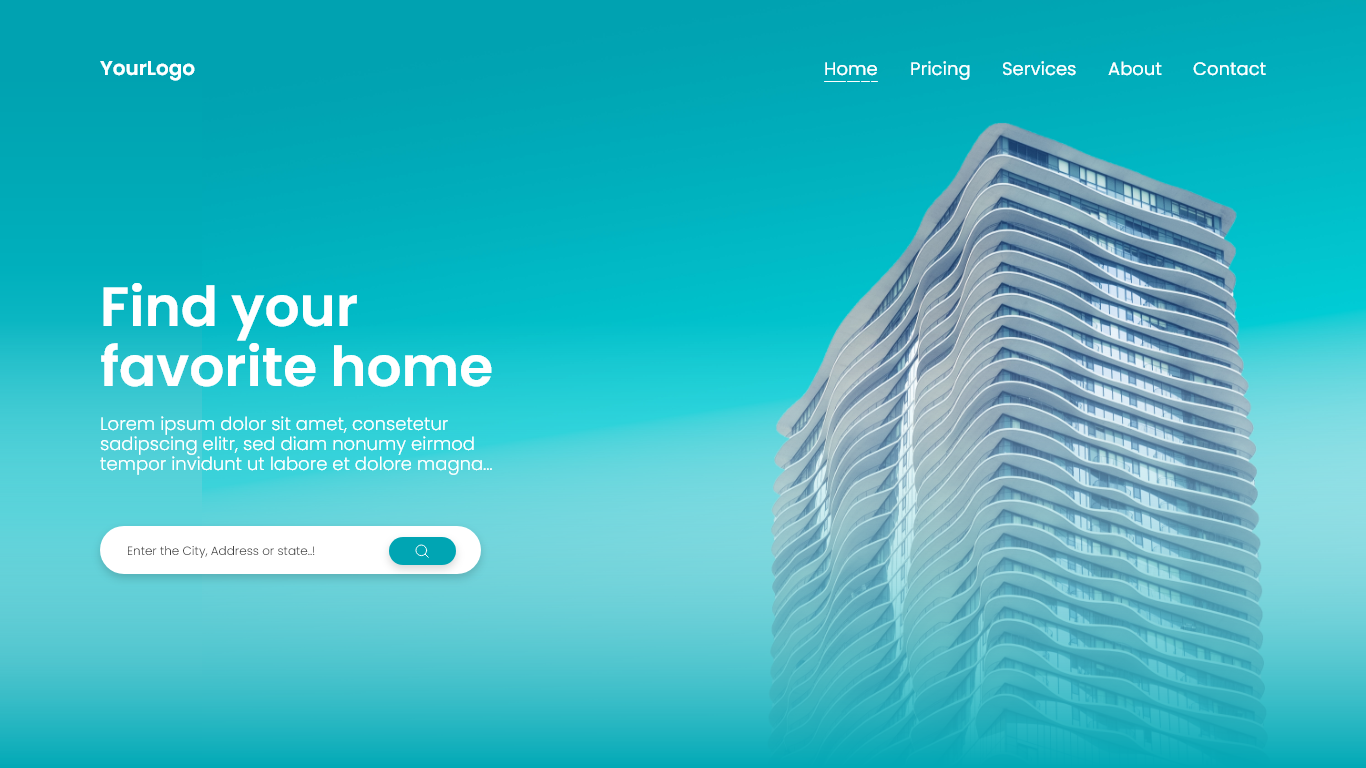 YourLogo
Home Pricing Services About Contact
Find your
favorite home
Lorem ipsum dolor sit amet, consetetur
sadipscing elitr, sed diam nonumy eirmod
tempor invidunt ut labore et dolore magna...
Enter the City, Address or state..!